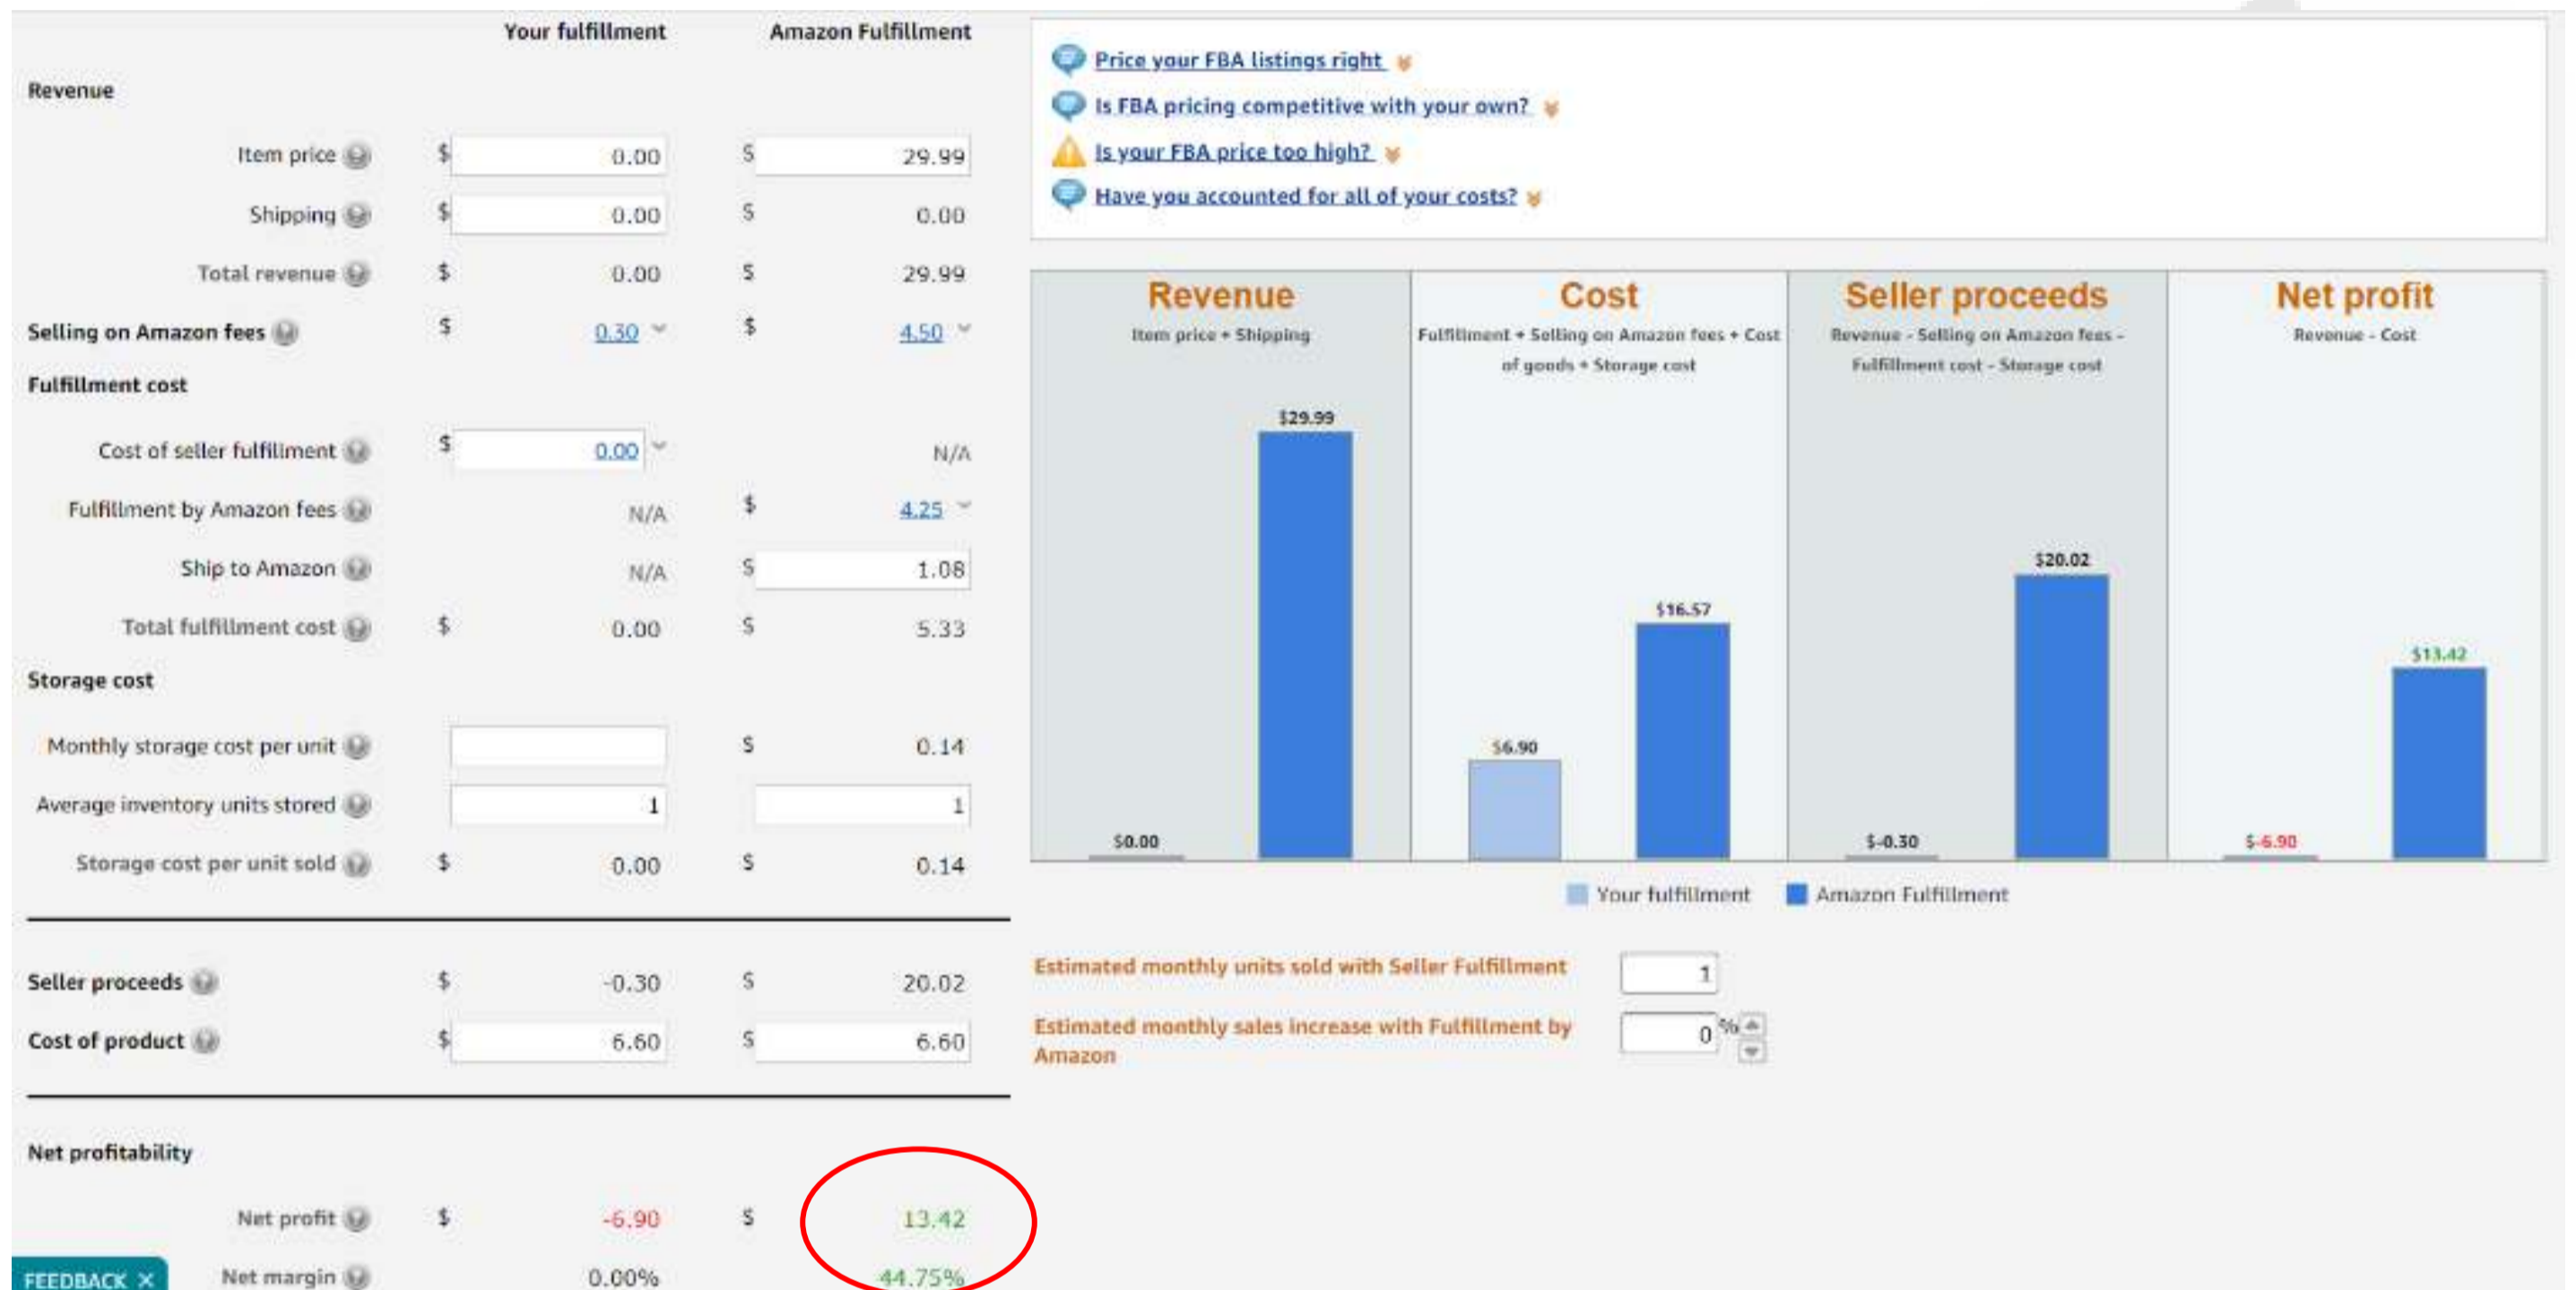 Your fulfillment Amazon Fulfillment
Revenue
Item price $ 0.00 $ 29.99
Shipping $ 0.00 $ 0.00
Total revenue $ 0.00 $ 29.99
Selling on Amazon fees $ 0.30 $ 4.50
Fulfillment cost
Cost of seller fulfillment $ 0.00 N/A
Fulfillment by Amazon fees N/A $ 4.25
Ship to Amazon N/A $ 1.08
Total fulfillment cost $ 0.00 $ 5.33
Storage cost
Monthly storage cost per unit $ 0.14
Average inventory units stored 1 1
Storage cost per unit sold $ 0.00 $ 0.14
Seller proceeds $ -0.30 $ 20.02
Cost of product $ 6.60 $ 6.60
Net profitability
Net profit $ -6.90 $ 13.42
FEEDBACK × Net margin 0.00% 44.75%
Price your FBA listings right
Is FBA pricing competitive with your own?
Is your FBA price too high?
Have you accounted for all of your costs?
Revenue
Item price + Shipping
$29.99
$0.00
Cost
Fulfillment + Selling on Amazon fees + Cost
of goods + Storage cost
$16.57
$6.90
Seller proceeds
Revenue - Selling on Amazon fees -
Fulfillment cost - Storage cost
$20.02
$-0.30
Net profit
Revenue - Cost
$13.42
$-6.90
Your fulfillment Amazon Fulfillment
Estimated monthly units sold with Seller Fulfillment 1
Estimated monthly sales increase with Fulfillment by 0 %
Amazon